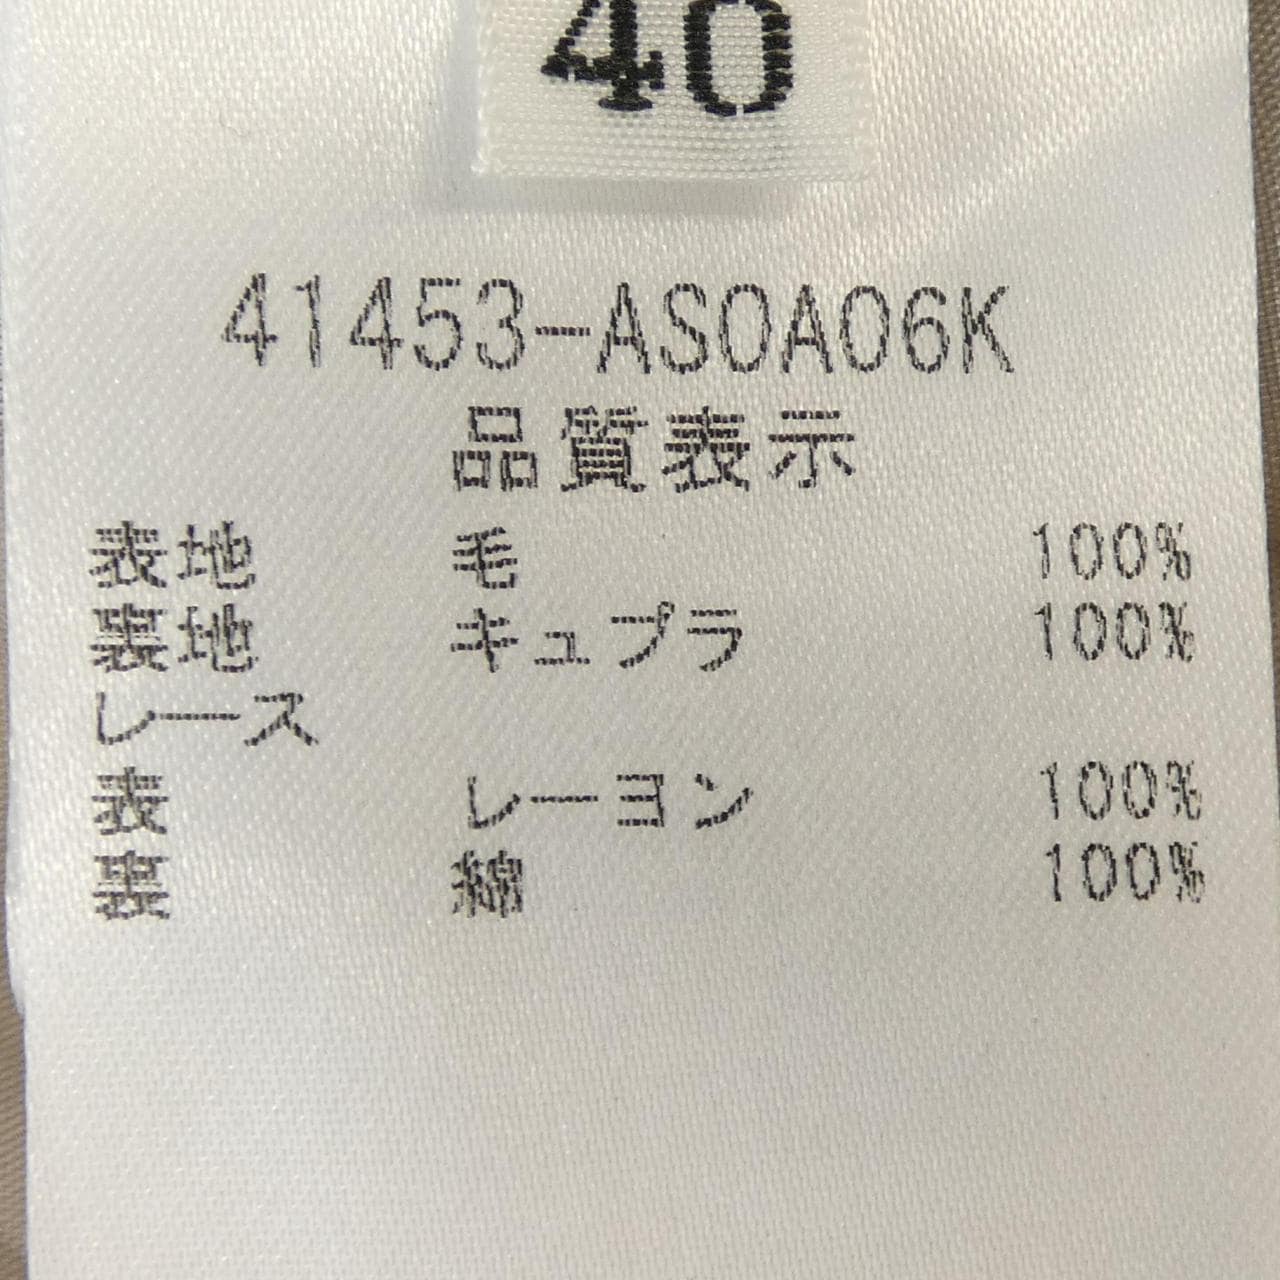 40
41453-AS0A06K
品質表示
表地 毛 100%
裏地 キュプラ 100%
レース
表 レーヨン 100%
裏 綿 100%